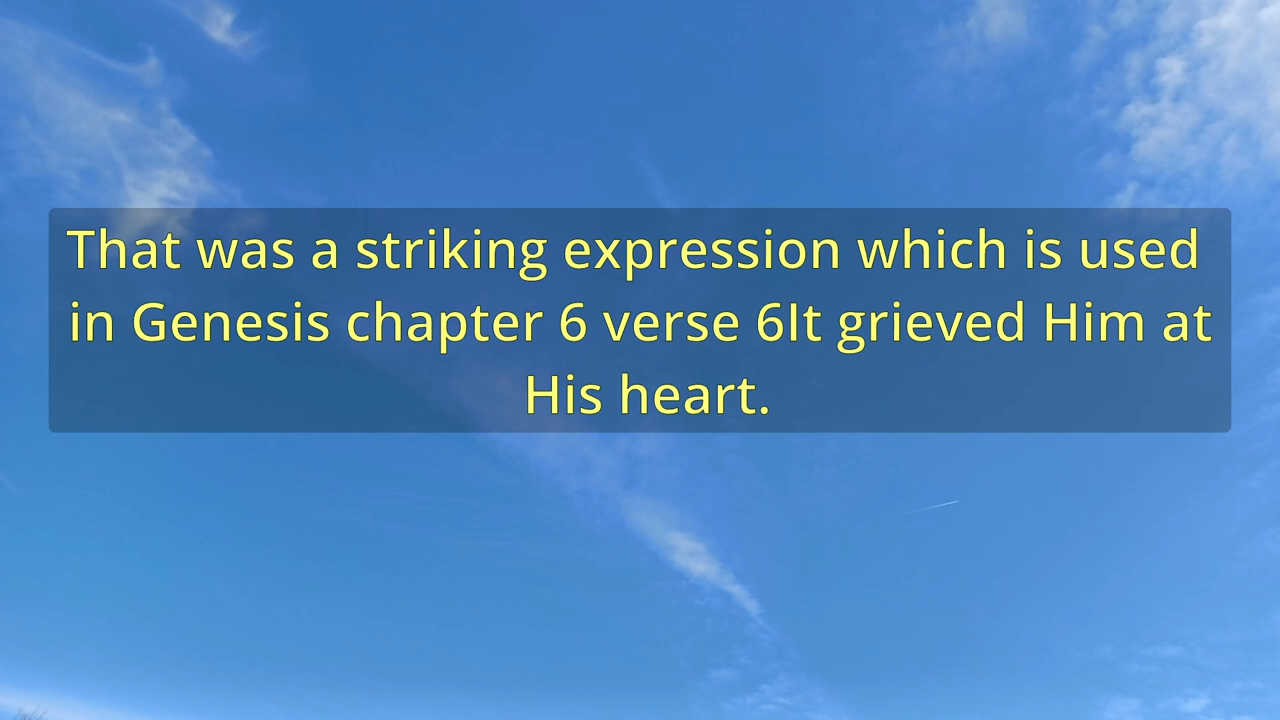 That was a striking expression which is used
in Genesis chapter 6 verse 6It grieved Him at
His heart.